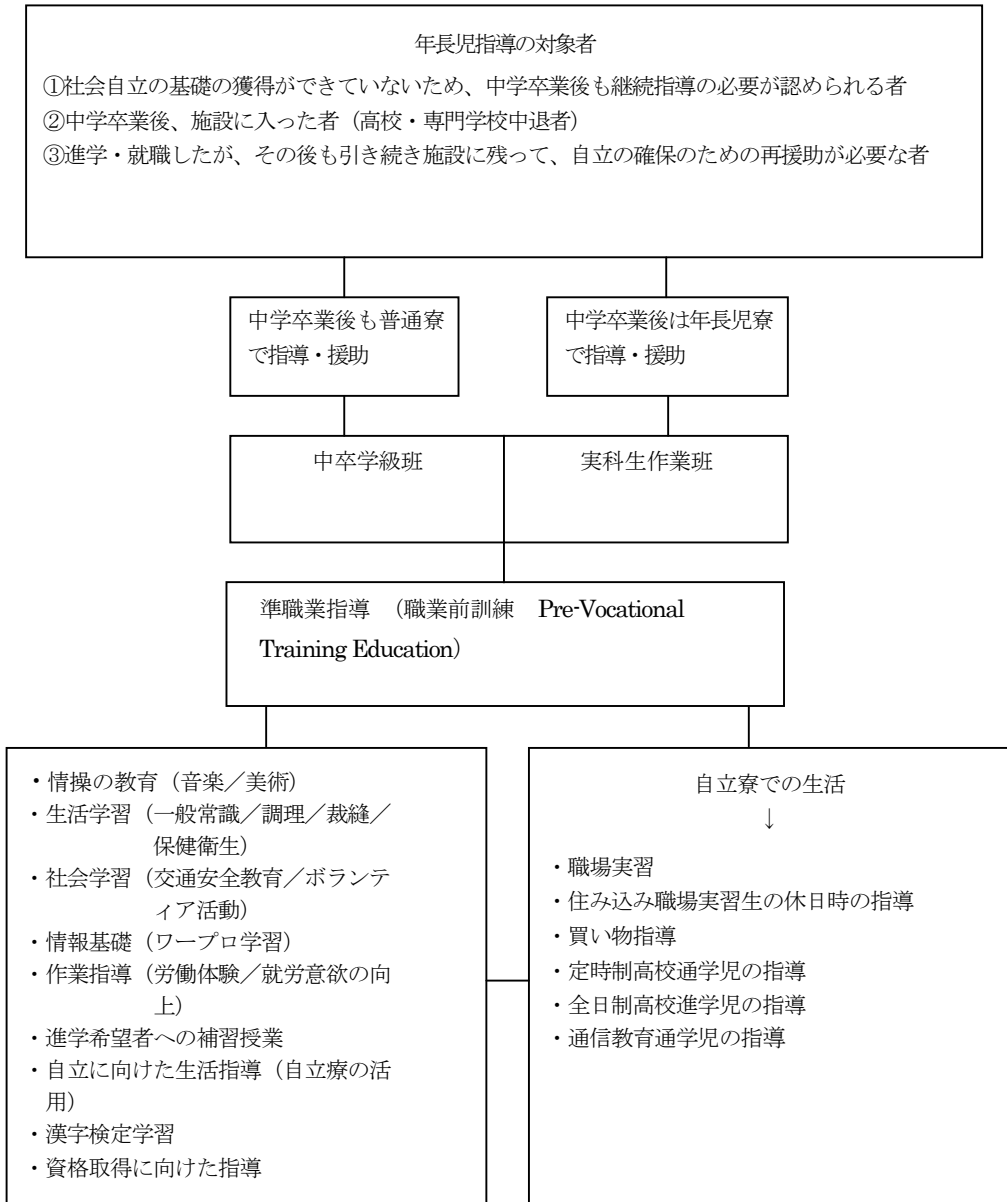 年長児指導の対象者
①社会自立の基礎の獲得ができていないため、中学卒業後も継続指導の必要が認められる者
②中学卒業後、施設に入った者（高校・専門学校中退者）
③進学・就職したが、その後も引き続き施設に残って、自立の確保のための再援助が必要な者
中学卒業後も普通寮
で指導・援助
中学卒業後は年長児寮
で指導・援助
中卒学級班
実科生作業班
準職業指導　（職業前訓練　Pre-Vocational
Training Education）
・情操の教育（音楽／美術）
・生活学習（一般常識／調理／裁縫／
保健衛生）
・社会学習（交通安全教育／ボランテ
ィア活動）
・情報基礎（ワープロ学習）
・作業指導（労働体験／就労意欲の向
上）
・進学希望者への補習授業
・自立に向けた生活指導（自立療の活
用）
・漢字検定学習
・資格取得に向けた指導
自立寮での生活
↓
・職場実習
・住み込み職場実習生の休日時の指導
・買い物指導
・定時制高校通学児の指導
・全日制高校進学児の指導
・通信教育通学児の指導